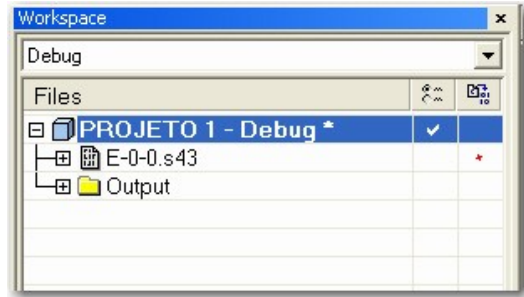 Workspace
Debug
Files
PROJETO 1 - Debug *
E-0-0.s43
Output